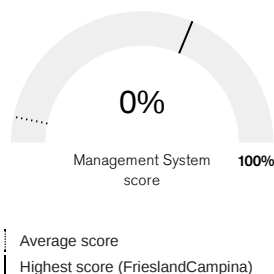 0%
Management System
score
100%
Average score
Highest score (FrieslandCampina)